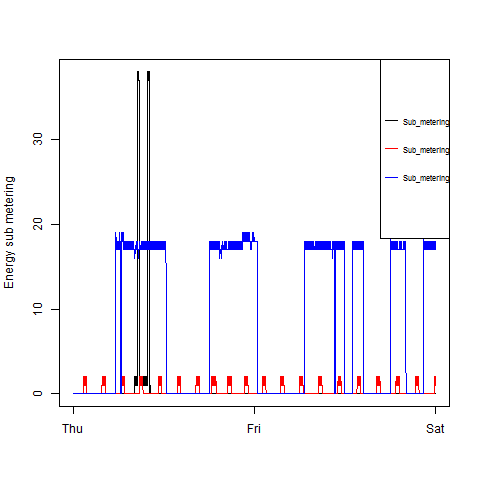 Energy sub metering
30
20
10
0
Sub_metering
Sub_metering
Sub_metering
Thu Fri Sat